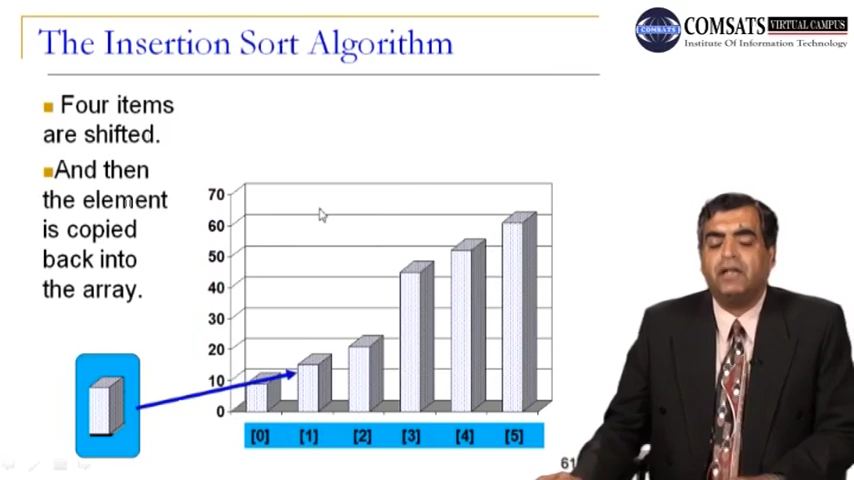 The Insertion Sort Algorithm
COMSATS VIRTUAL CAMPUS
COMSATS
Institute Of Information Technology
Four items
are shifted.
And then
the element
is copied
back into
the array.
70
60
50
40
30
20
10
0
[0] [1] [2] [3] [4] [5]
61